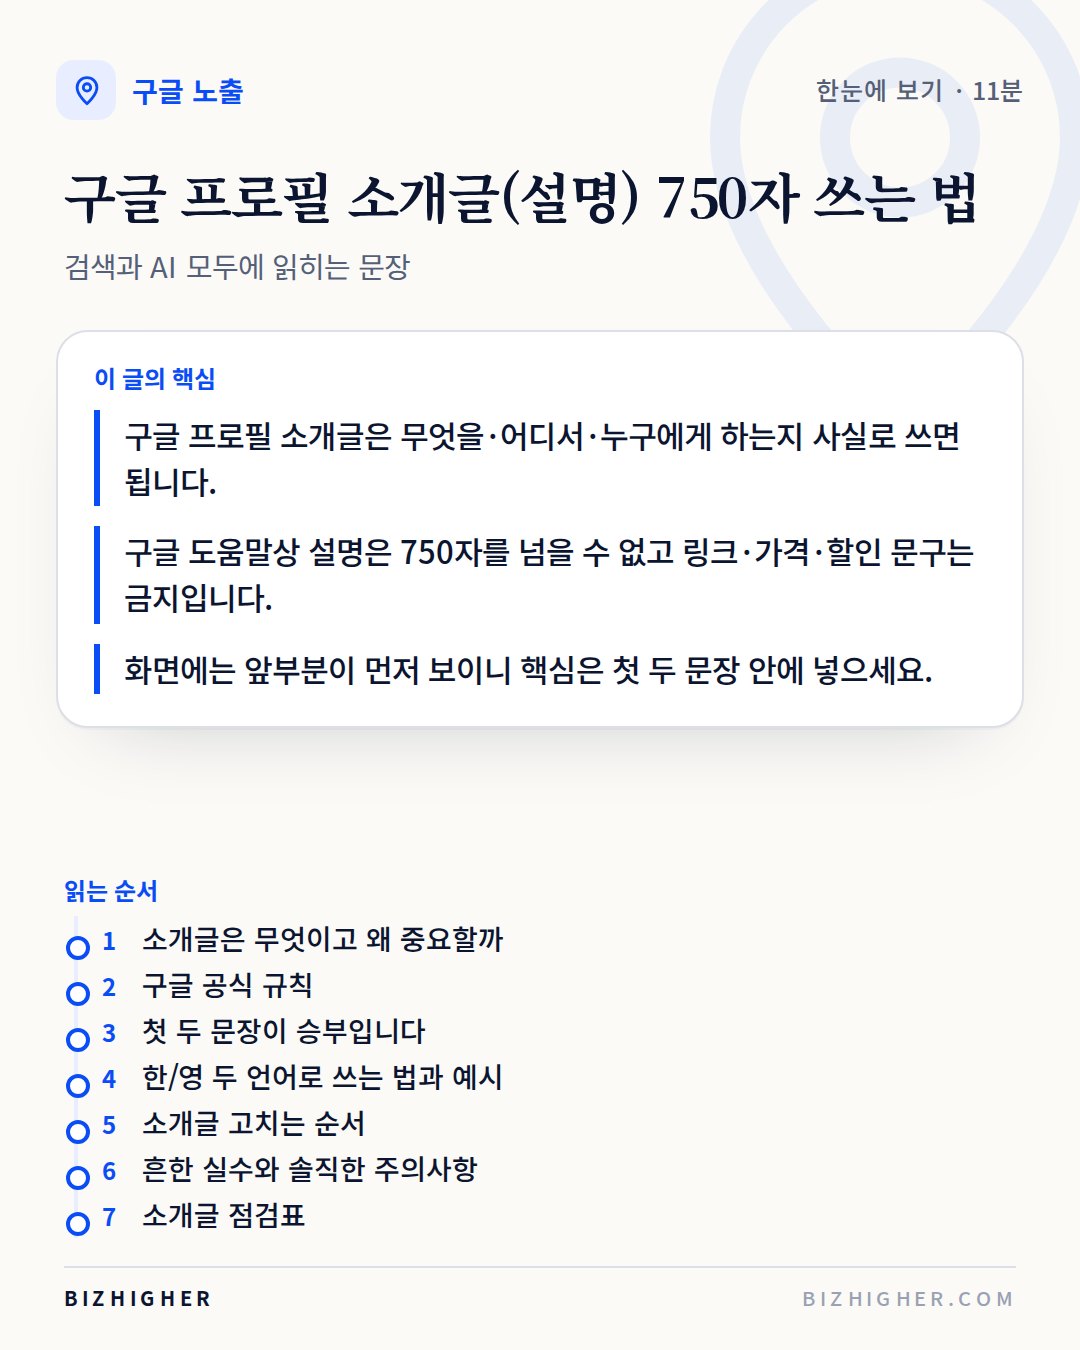 구글 노출
한눈에 보기 · 11분
구글 프로필 소개글(설명) 750자 쓰는 법
검색과 AI 모두에 읽히는 문장
이 글의 핵심
구글 프로필 소개글은 무엇을·어디서·누구에게 하는지 사실로 쓰면
됩니다.
구글 도움말상 설명은 750자를 넘을 수 없고 링크·가격·할인 문구는
금지입니다.
화면에는 앞부분이 먼저 보이니 핵심은 첫 두 문장 안에 넣으세요.
읽는 순서
1 소개글은 무엇이고 왜 중요할까
2 구글 공식 규칙
3 첫 두 문장이 승부입니다
4 한/영 두 언어로 쓰는 법과 예시
5 소개글 고치는 순서
6 흔한 실수와 솔직한 주의사항
7 소개글 점검표
BIZHIGHER
BIZHIGHER.COM